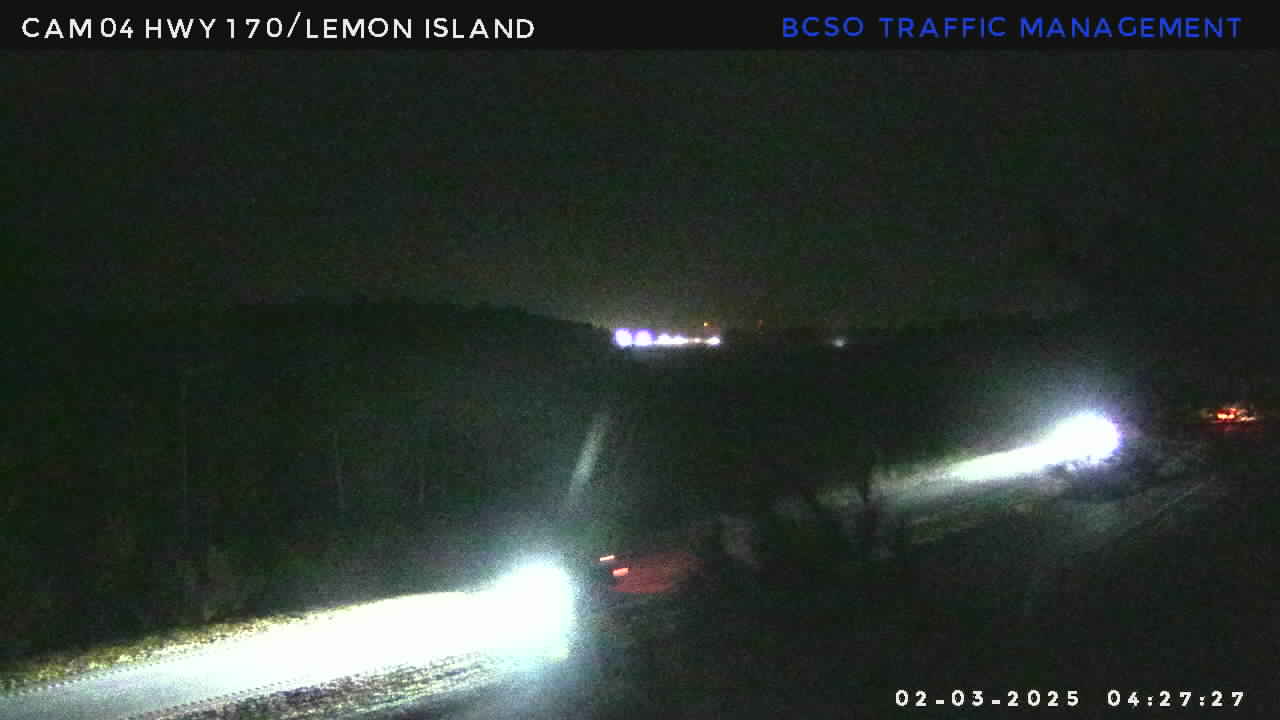 CAM04 HWY 170/LEMON ISLAND
BCSO TRAFFIC MANAGEMENT
02-03-2025 04:27:27